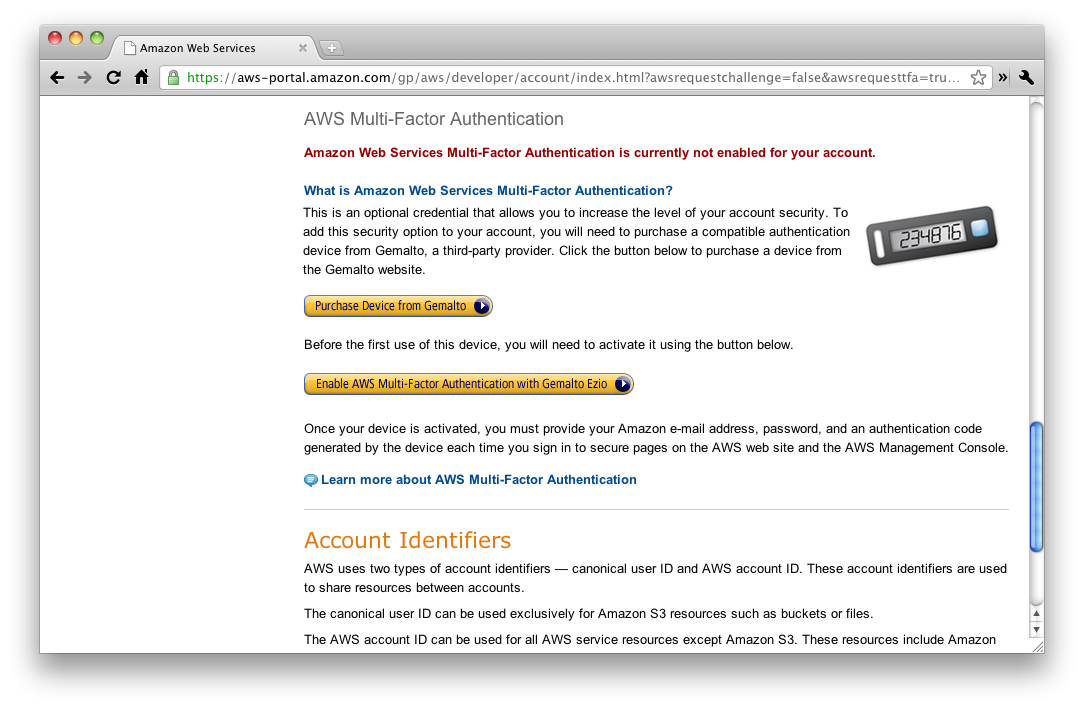 Amazon Web Services
https://aws-portal.amazon.com/gp/aws/developer/account/index.html?awsrequestchallenge=false&awsrequesttfa=tru...
AWS Multi-Factor Authentication
Amazon Web Services Multi-Factor Authentication is currently not enabled for your account.
What is Amazon Web Services Multi-Factor Authentication?
This is an optional credential that allows you to increase the level of your account security. To
add this security option to your account, you will need to purchase a compatible authentication
device from Gemalto, a third-party provider. Click the button below to purchase a device from
the Gemalto website.
234876
Purchase Device from Gemalto
Before the first use of this device, you will need to activate it using the button below.
Enable AWS Multi-Factor Authentication with Gemalto Ezio
Once your device is activated, you must provide your Amazon e-mail address, password, and an authentication code
generated by the device each time you sign in to secure pages on the AWS web site and the AWS Management Console.
Learn more about AWS Multi-Factor Authentication
Account Identifiers
AWS uses two types of account identifiers — canonical user ID and AWS account ID. These account identifiers are used
to share resources between accounts.
The canonical user ID can be used exclusively for Amazon S3 resources such as buckets or files.
The AWS account ID can be used for all AWS service resources except Amazon S3. These resources include Amazon